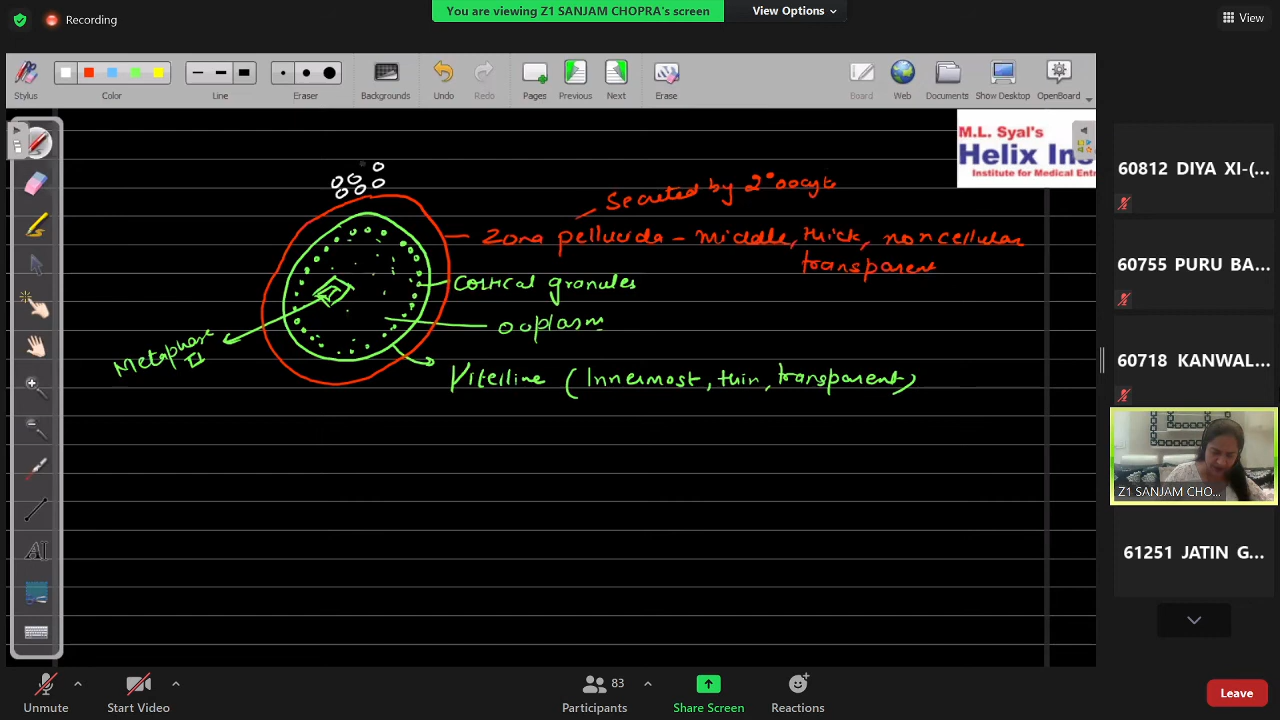 Recording
You are viewing Z1 SANJAM CHOPRA's screen
View Options
View
Stylus
Color
Line
Eraser
Backgrounds
Undo
Redo
Pages
Previous
Next
Erase
Board
Web
Documents
Show Desktop
OpenBoard
M.L. Syal's
Helix Ins
Institute for Medical Entr
Secreted by 2° oocyte
Zona pellucida - middle, thick, noncellular
transparent
Cortical granules
Ooplasm
Metaphase
II
Viteline (Innermost, thin, transparent)
60812 DIYA XI-(...
60755 PURU BA...
60718 KANWAL...
Z1 SANJAM CHO...
61251 JATIN G...
Unmute
Start Video
83
Participants
Share Screen
Reactions
Leave